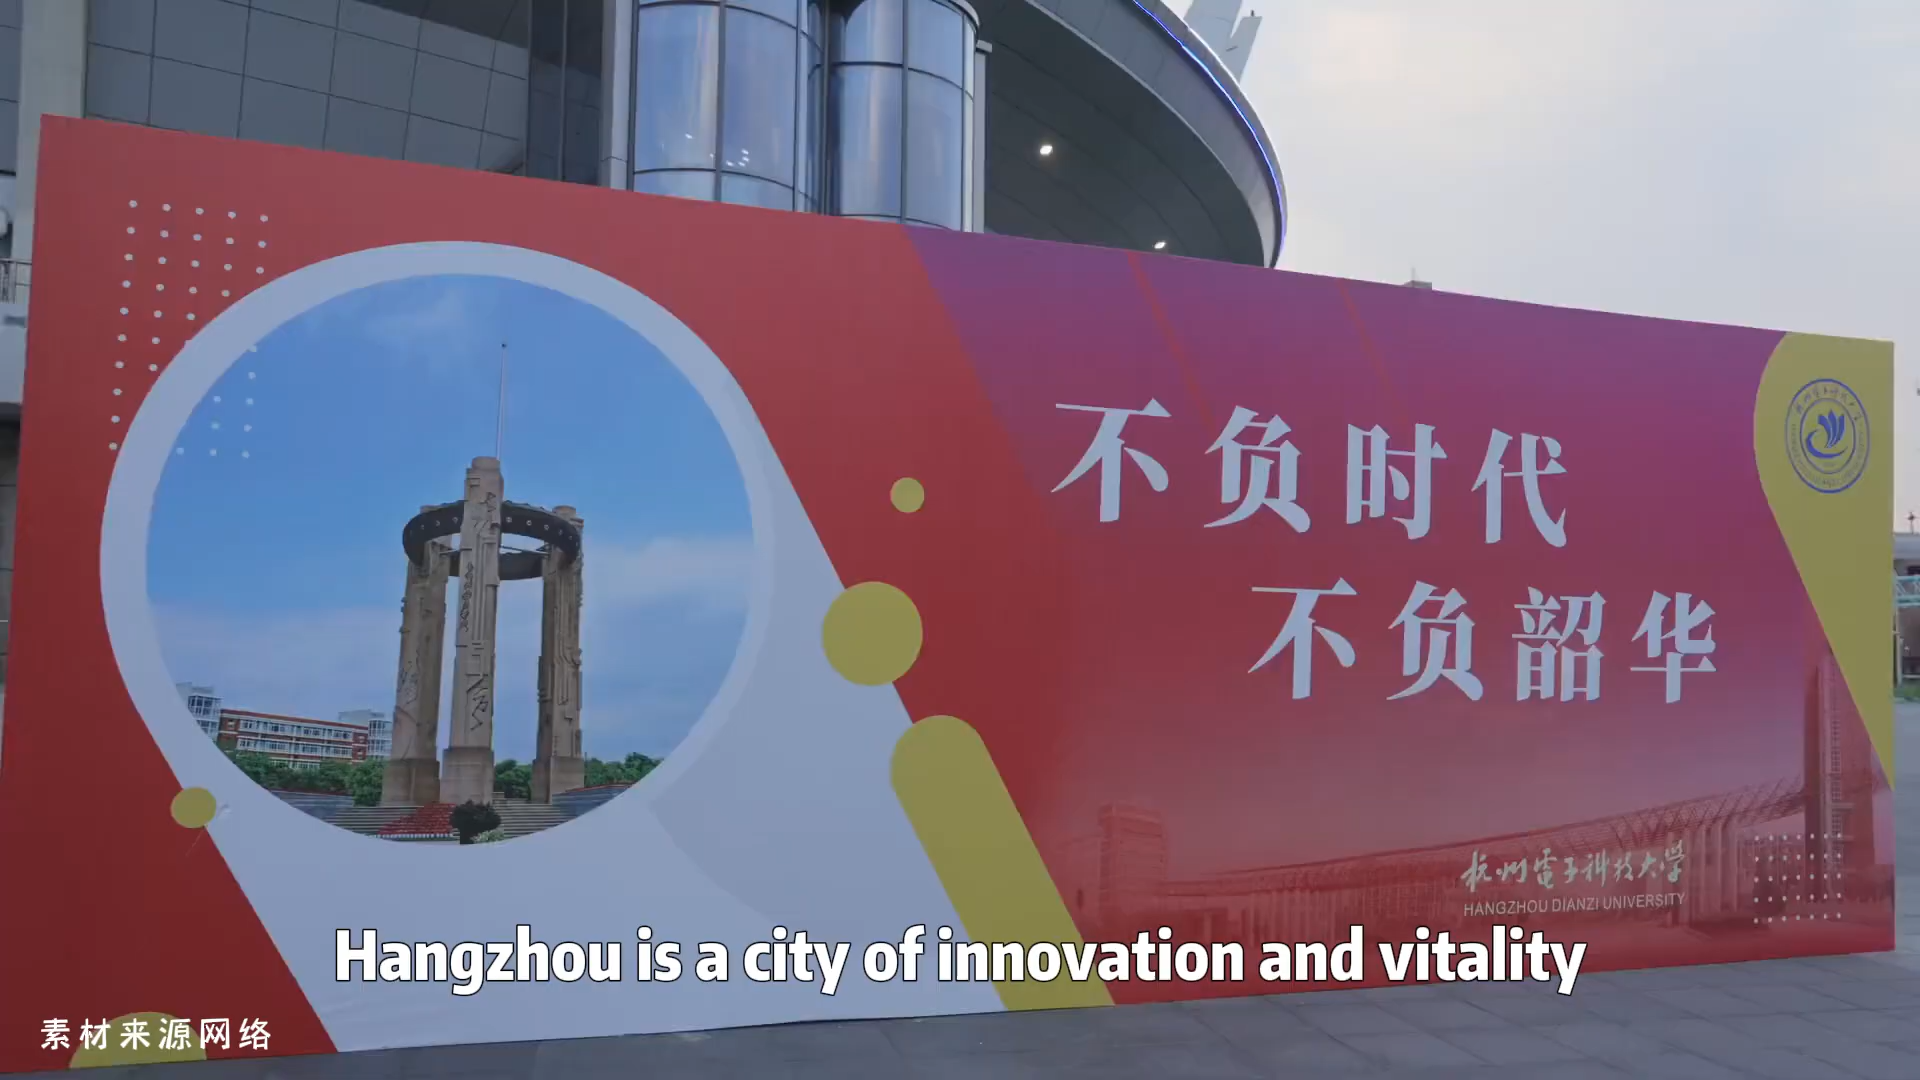 不负时代
不负韶华
杭州電子科技大学
HANGZHOU DIANZI UNIVERSITY
Hangzhou is a city of innovation and vitality
素材来源网络